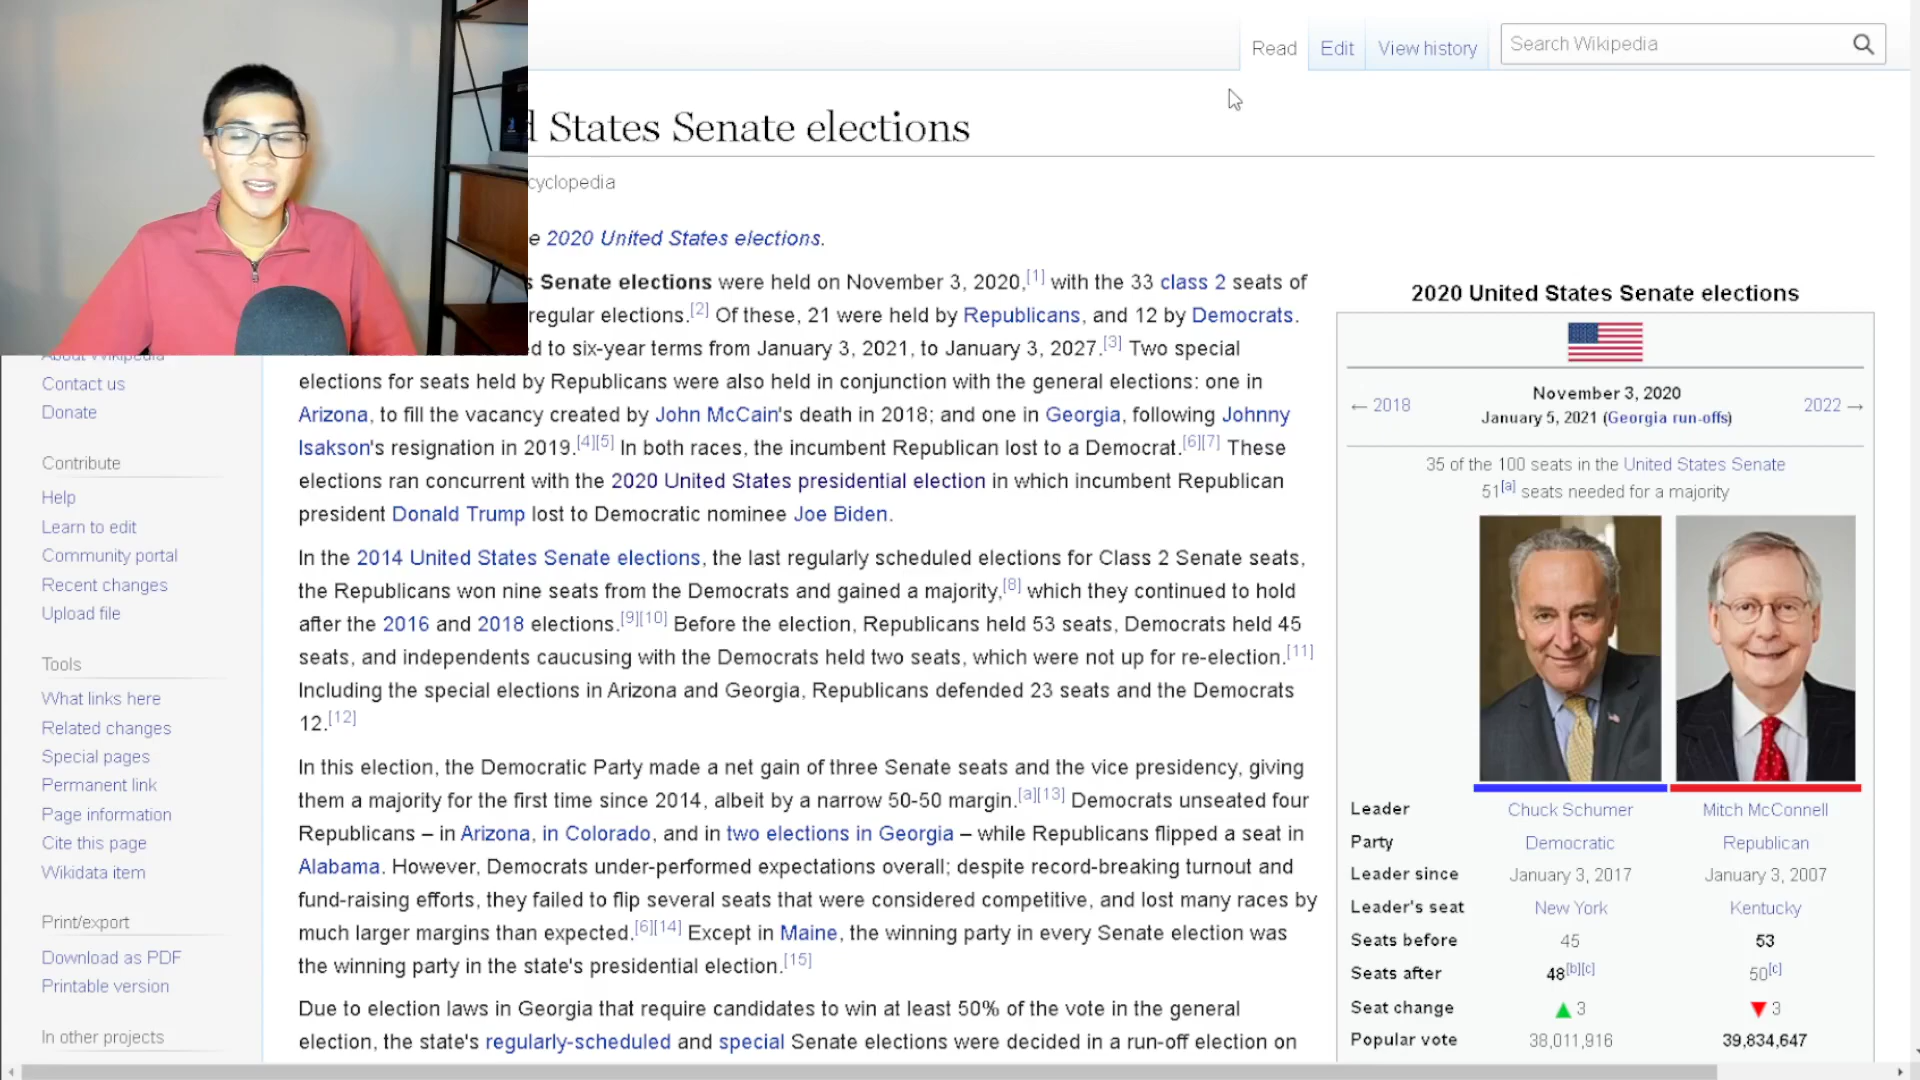 Read
Edit
View history
Search Wikipedia
States Senate elections
cyclopedia
2020 United States elections.
Senate elections were held on November 3, 2020,[1] with the 33 class 2 seats of
regular elections.[2] Of these, 21 were held by Republicans, and 12 by Democrats.
ed to six-year terms from January 3, 2021, to January 3, 2027.[3] Two special
elections for seats held by Republicans were also held in conjunction with the general elections: one in
Arizona, to fill the vacancy created by John McCain's death in 2018; and one in Georgia, following Johnny
Isakson's resignation in 2019.[4][5] In both races, the incumbent Republican lost to a Democrat.[6][7] These
elections ran concurrent with the 2020 United States presidential election in which incumbent Republican
president Donald Trump lost to Democratic nominee Joe Biden.
In the 2014 United States Senate elections, the last regularly scheduled elections for Class 2 Senate seats,
the Republicans won nine seats from the Democrats and gained a majority,[8] which they continued to hold
after the 2016 and 2018 elections.[9][10] Before the election, Republicans held 53 seats, Democrats held 45
seats, and independents caucusing with the Democrats held two seats, which were not up for re-election.[11]
Including the special elections in Arizona and Georgia, Republicans defended 23 seats and the Democrats
12.[12]
In this election, the Democratic Party made a net gain of three Senate seats and the vice presidency, giving
them a majority for the first time since 2014, albeit by a narrow 50-50 margin.[a][13] Democrats unseated four
Republicans – in Arizona, in Colorado, and in two elections in Georgia – while Republicans flipped a seat in
Alabama. However, Democrats under-performed expectations overall; despite record-breaking turnout and
fund-raising efforts, they failed to flip several seats that were considered competitive, and lost many races by
much larger margins than expected.[6][14] Except in Maine, the winning party in every Senate election was
the winning party in the state's presidential election.[15]
Due to election laws in Georgia that require candidates to win at least 50% of the vote in the general
election, the state's regularly-scheduled and special Senate elections were decided in a run-off election on
About Wikipedia
Contact us
Donate
Contribute
Help
Learn to edit
Community portal
Recent changes
Upload file
Tools
What links here
Related changes
Special pages
Permanent link
Page information
Cite this page
Wikidata item
Print/export
Download as PDF
Printable version
In other projects
2020 United States Senate elections
← 2018
November 3, 2020
January 5, 2021 (Georgia run-offs)
2022 →
35 of the 100 seats in the United States Senate
51[a] seats needed for a majority
Leader Chuck Schumer Mitch McConnell
Party Democratic Republican
Leader since January 3, 2017 January 3, 2007
Leader's seat New York Kentucky
Seats before 45 53
Seats after 48[b][c] 50[c]
Seat change ▲ 3 ▼ 3
Popular vote 38,011,916 39,834,647